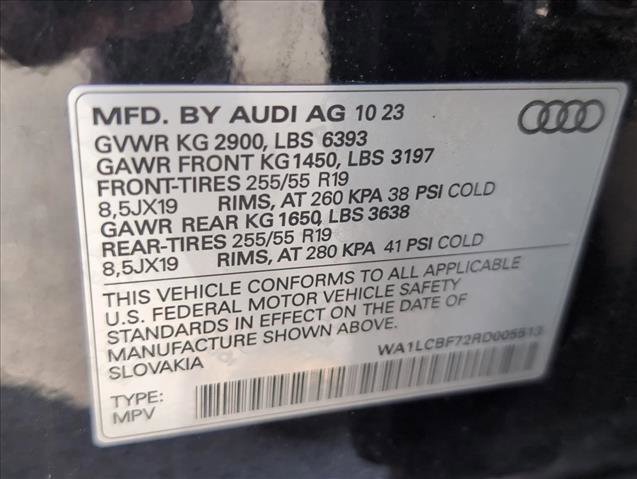 MFD. BY AUDI AG 10 23
GVWR KG 2900, LBS 6393
GAWR FRONT KG 1450, LBS 3197
FRONT-TIRES 255/55 R19
8,5JX19 RIMS, AT 260 KPA 38 PSI COLD
GAWR REAR KG 1650, LBS 3638
REAR-TIRES 255/55 R19
8,5JX19 RIMS, AT 280 KPA 41 PSI COLD
THIS VEHICLE CONFORMS TO ALL APPLICABLE
U.S. FEDERAL MOTOR VEHICLE SAFETY
STANDARDS IN EFFECT ON THE DATE OF
SLOVAKIA
WA1LCBF72RD005513
TYPE:
MPV